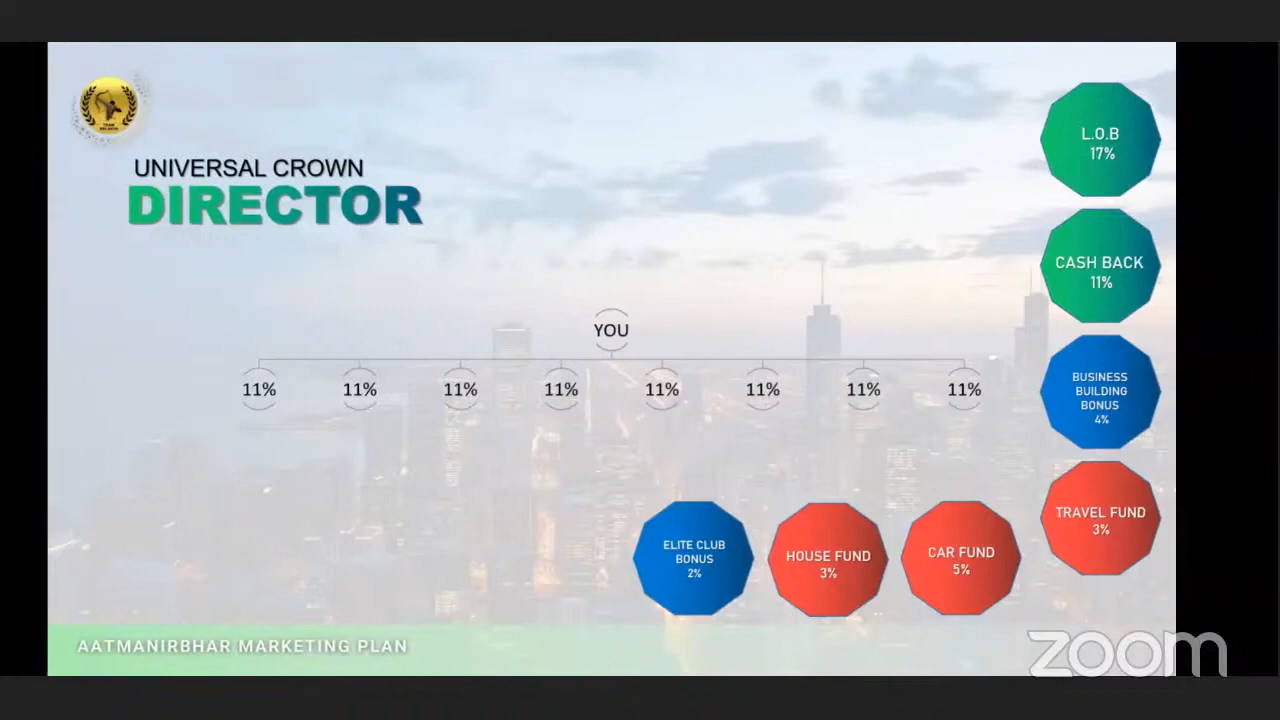 UNIVERSAL CROWN
DIRECTOR
L.O.B
17%
CASH BACK
11%
YOU
11% 11% 11% 11% 11% 11% 11% 11%
BUSINESS
BUILDING
BONUS
4%
TRAVEL FUND
3%
ELITE CLUB
BONUS
2%
HOUSE FUND
3%
CAR FUND
5%
AATMANIRBHAR MARKETING PLAN
zoom